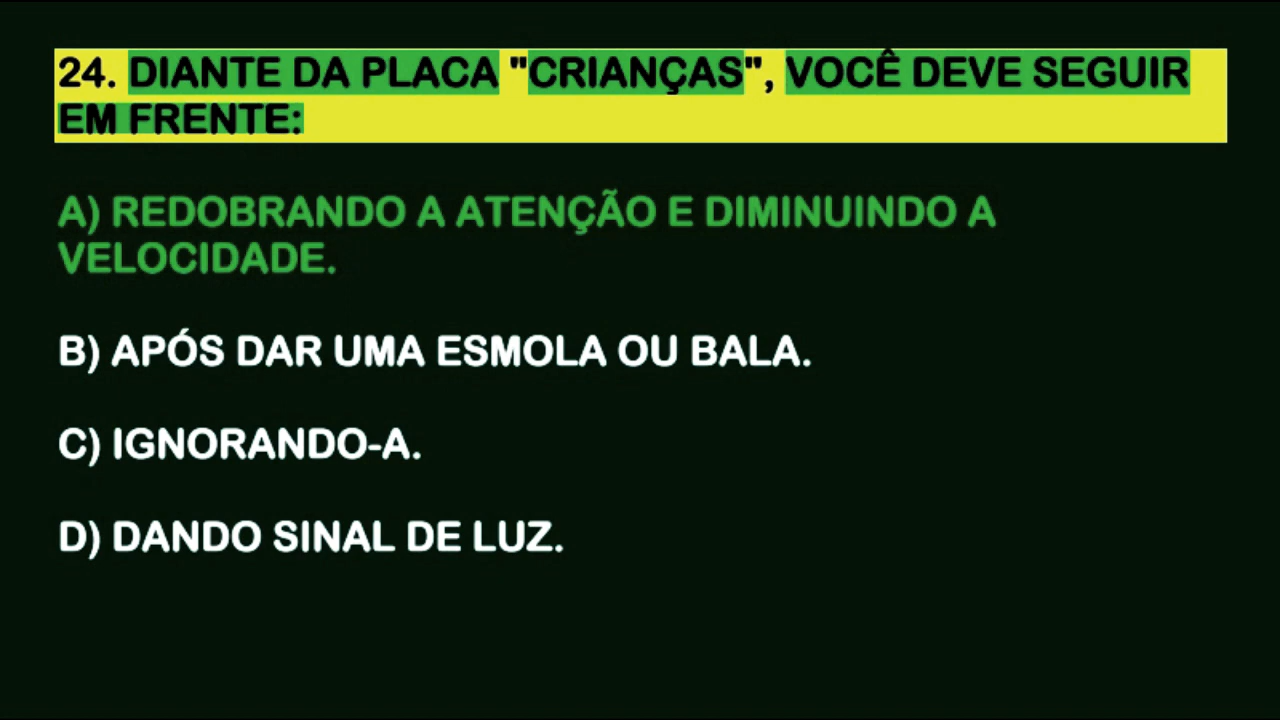 24. DIANTE DA PLACA "CRIANÇAS", VOCÊ DEVE SEGUIR
EM FRENTE:
A) REDOBRANDO A ATENÇÃO E DIMINUINDO A
VELOCIDADE.
B) APÓS DAR UMA ESMOLA OU BALA.
C) IGNORANDO-A.
D) DANDO SINAL DE LUZ.